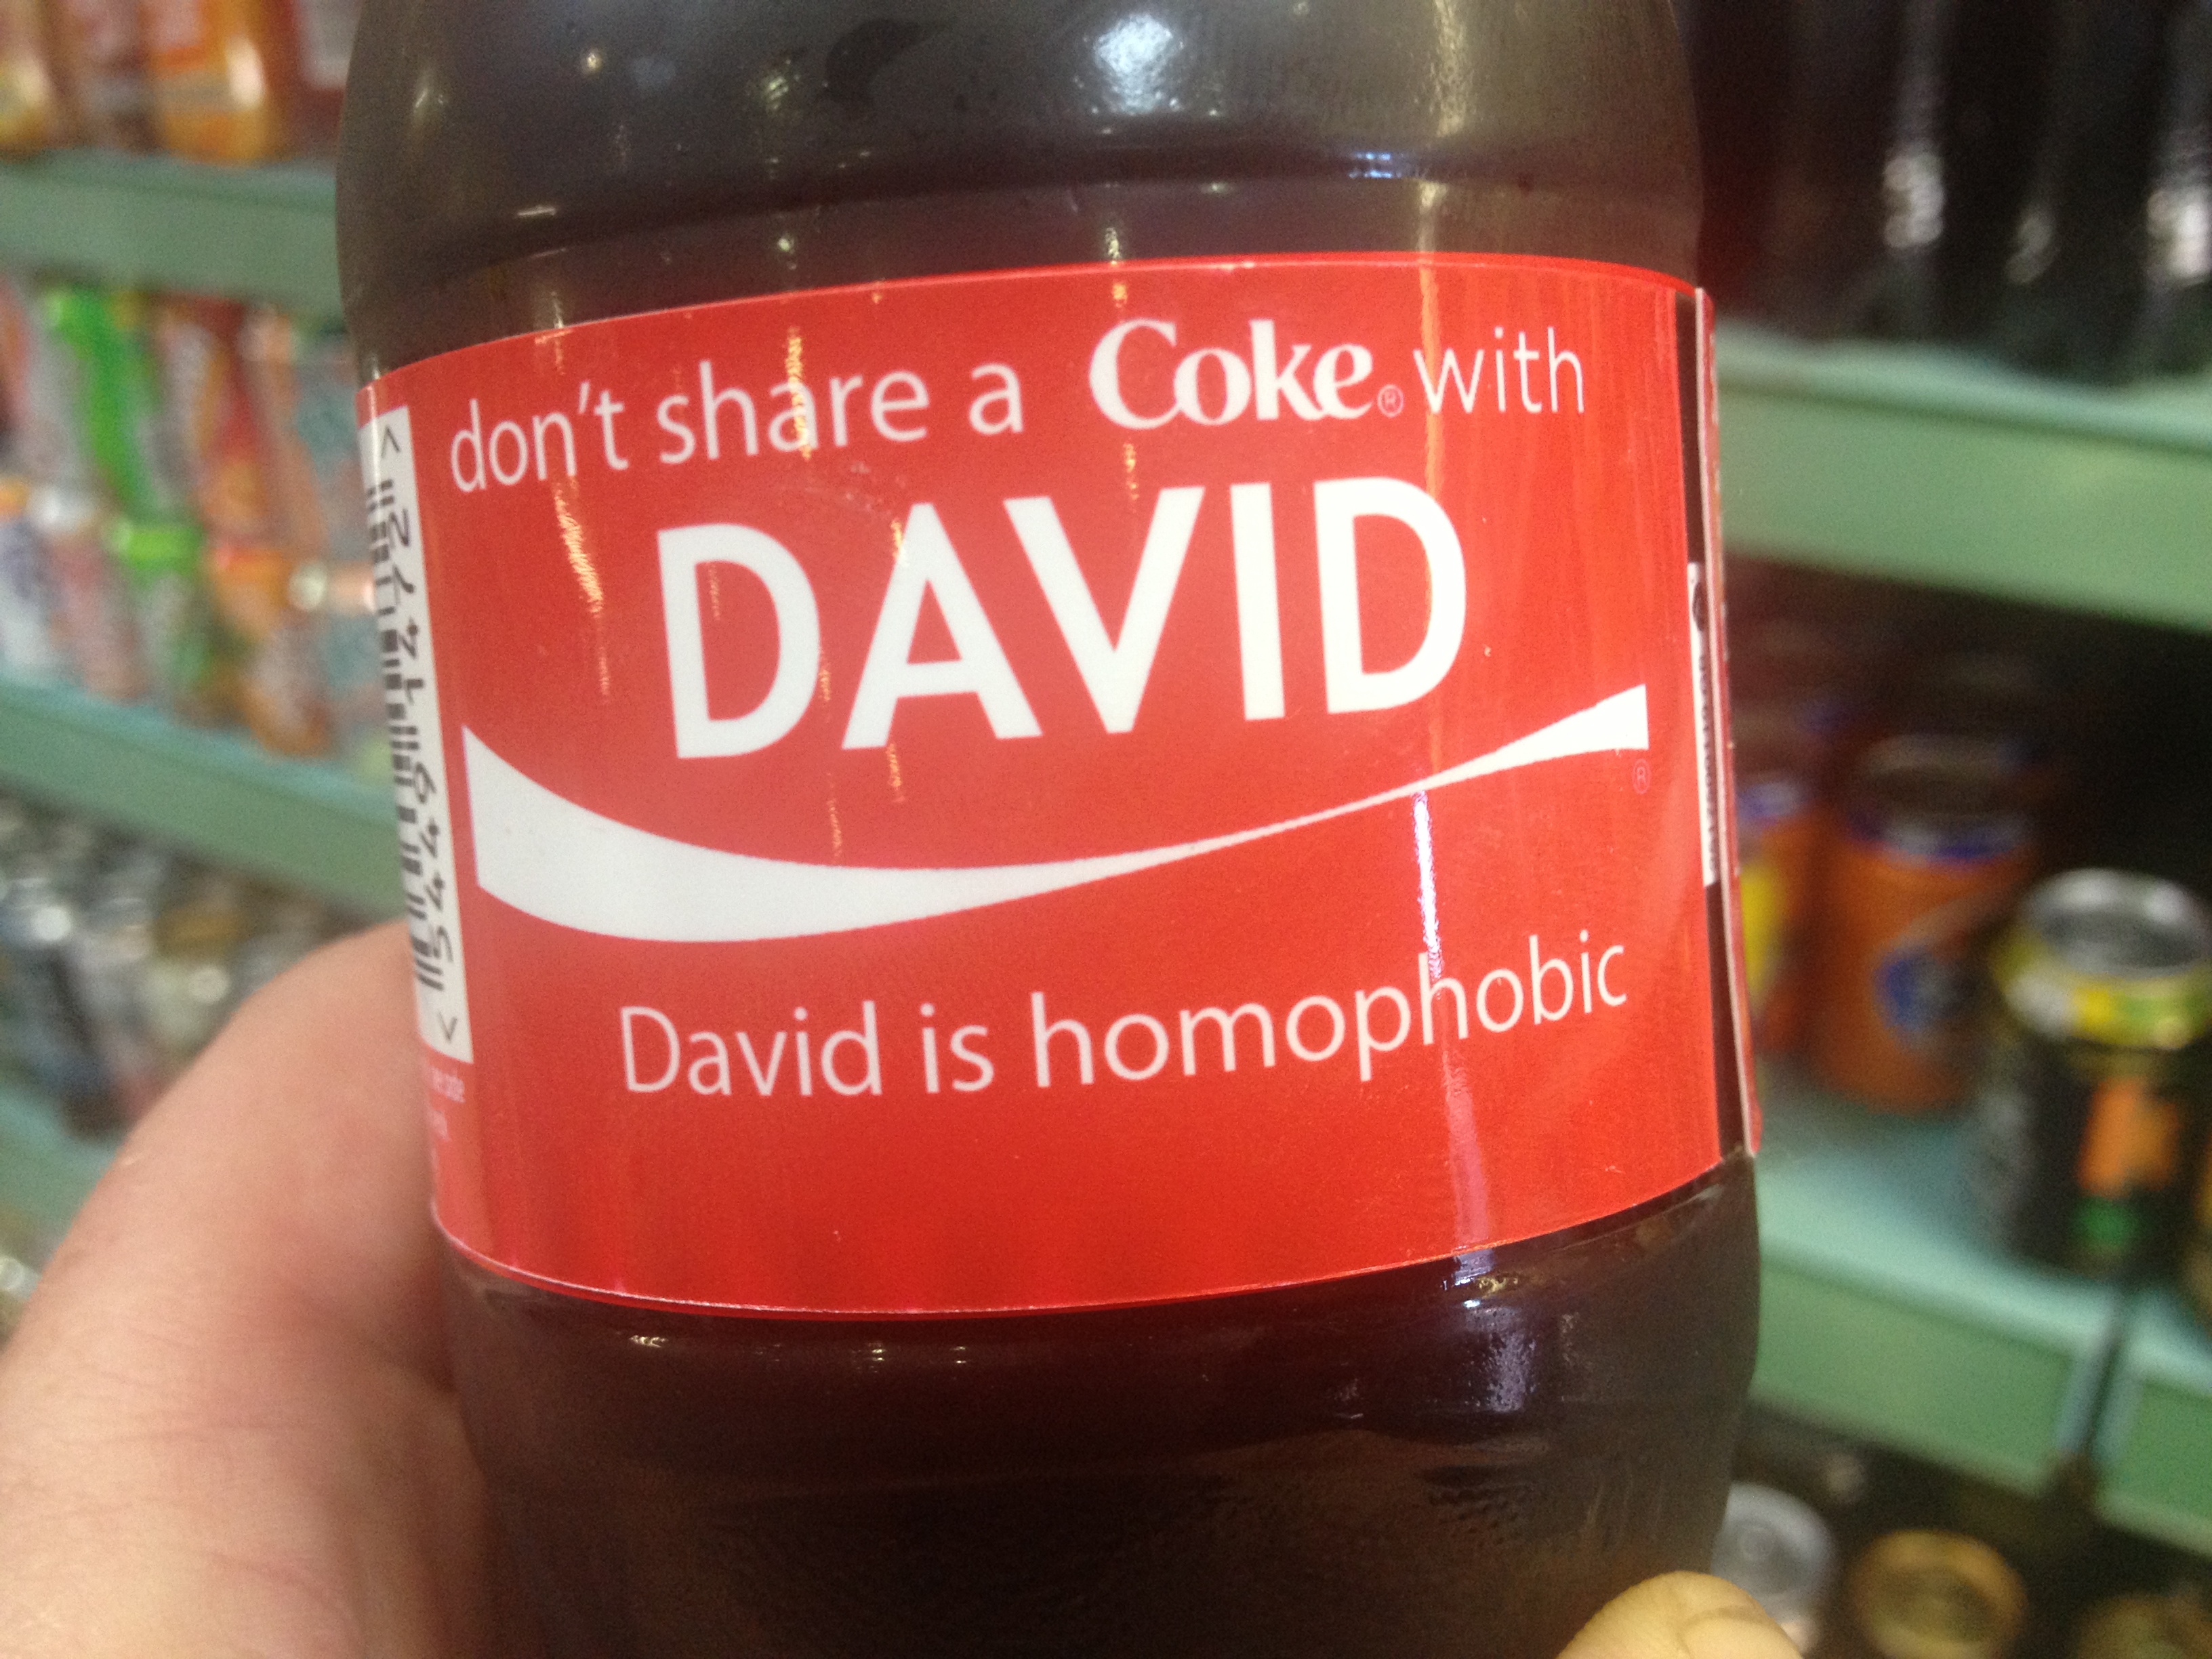 don't share a Coke® with
DAVID
®
David is homophobic